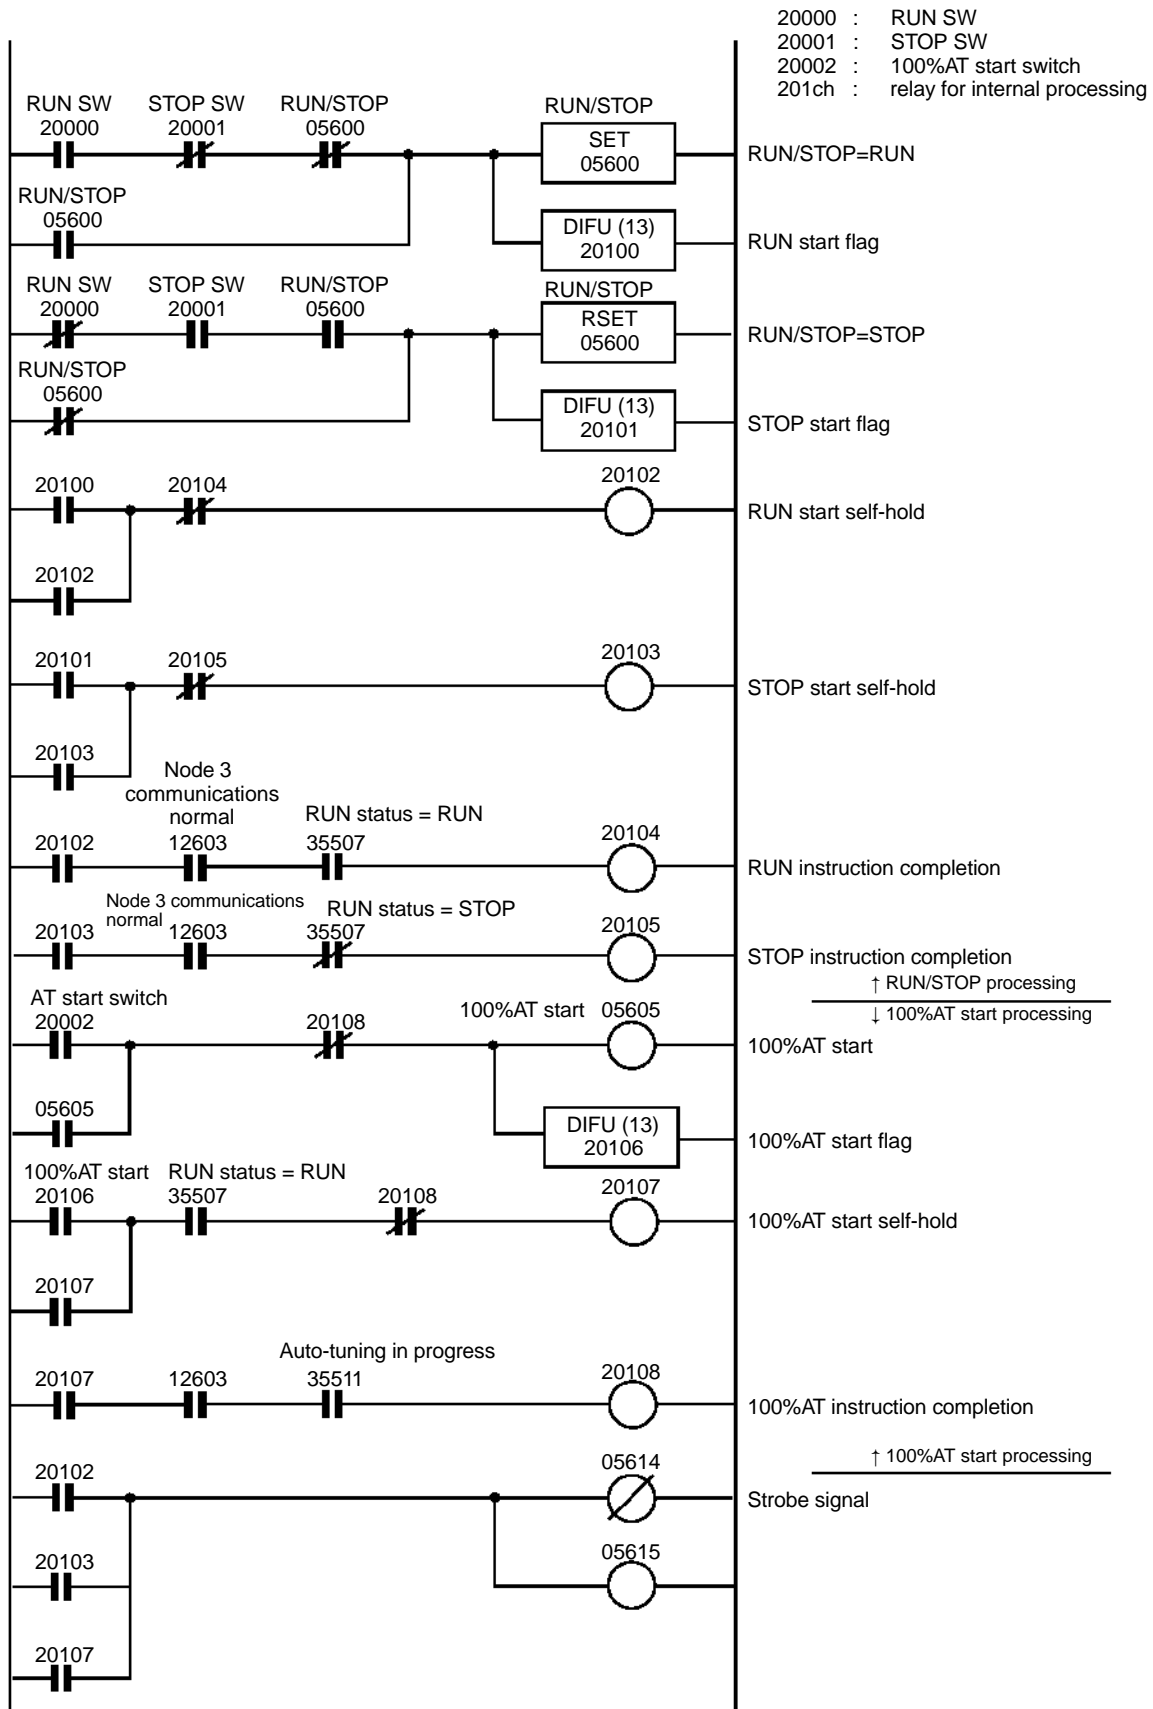 20000 : RUN SW
20001 : STOP SW
20002 : 100%AT start switch
201ch : relay for internal processing
RUN SW STOP SW RUN/STOP RUN/STOP
20000 20001 05600 SET
05600 RUN/STOP=RUN
RUN/STOP
05600 DIFU (13)
20100 RUN start flag
RUN SW STOP SW RUN/STOP RUN/STOP
20000 20001 05600 RSET
05600 RUN/STOP=STOP
RUN/STOP
05600 DIFU (13)
20101 STOP start flag
20100 20104 20102
RUN start self-hold
20102
20101 20105 20103
STOP start self-hold
20103
Node 3
communications
normal RUN status = RUN
20102 12603 35507 20104
RUN instruction completion
Node 3 communications
normal RUN status = STOP
20103 12603 35507 20105
STOP instruction completion
↑ RUN/STOP processing
↓ 100%AT start processing
AT start switch
20002 20108 100%AT start 05605
100%AT start
05605 DIFU (13)
20106 100%AT start flag
100%AT start RUN status = RUN
20106 35507 20108 20107
100%AT start self-hold
20107
Auto-tuning in progress
20107 12603 35511 20108
100%AT instruction completion
↑ 100%AT start processing
20102 05614
Strobe signal
20103 05615
20107